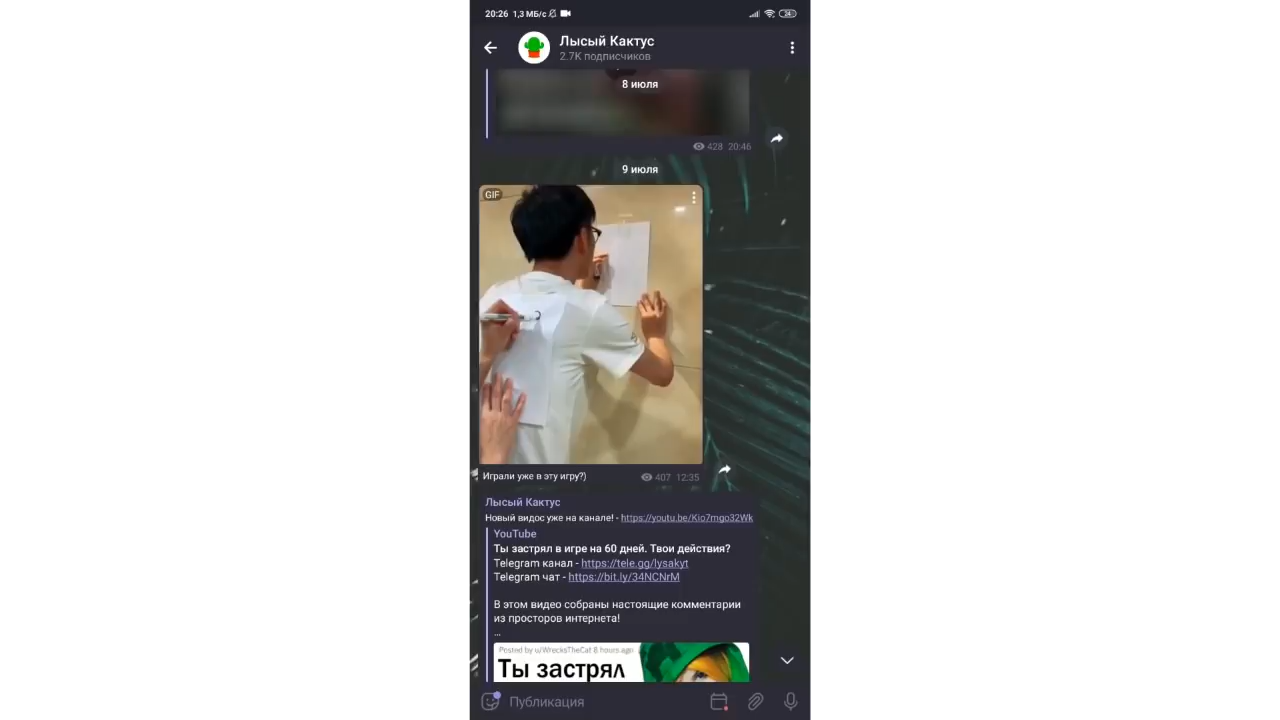 20:26 1,3 МБ/с
24
Лысый Кактус
2.7K подписчиков
8 июля
428 20:46
9 июля
GIF
Играли уже в эту игру?)
407 12:35
Лысый Кактус
Новый видос уже на канале! - https://youtu.be/Kio7mgo32Wk
YouTube
Ты застрял в игре на 60 дней. Твои действия?
Telegram канал - https://tele.gg/lysakyt
Telegram чат - https://bit.ly/34NCNrM
В этом видео собраны настоящие комментарии
из просторов интернета!
...
Posted by u/WrecksTheCat 8 hours ago
Ты застрял
Публикация